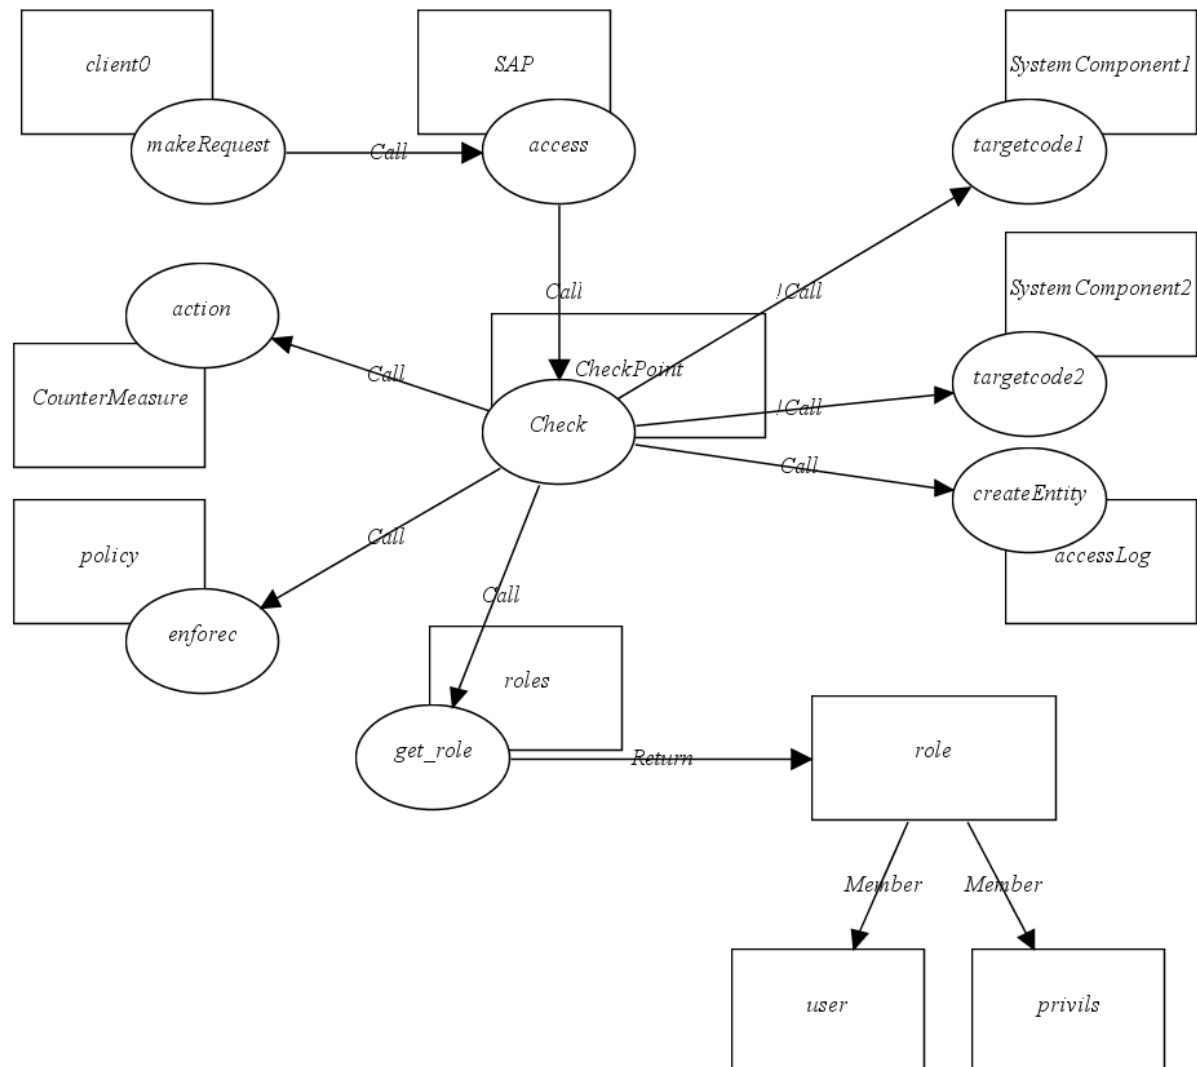 client0
SAP
SystemComponent1
makeRequest
Call
access
targetcode1
action
Call
!Call
SystemComponent2
CheckPoint
Call
CounterMeasure
Check
!Call
targetcode2
Call
createEntity
policy
Call
accessLog
enforec
Call
roles
get_role
Return
role
Member
Member
user
privils